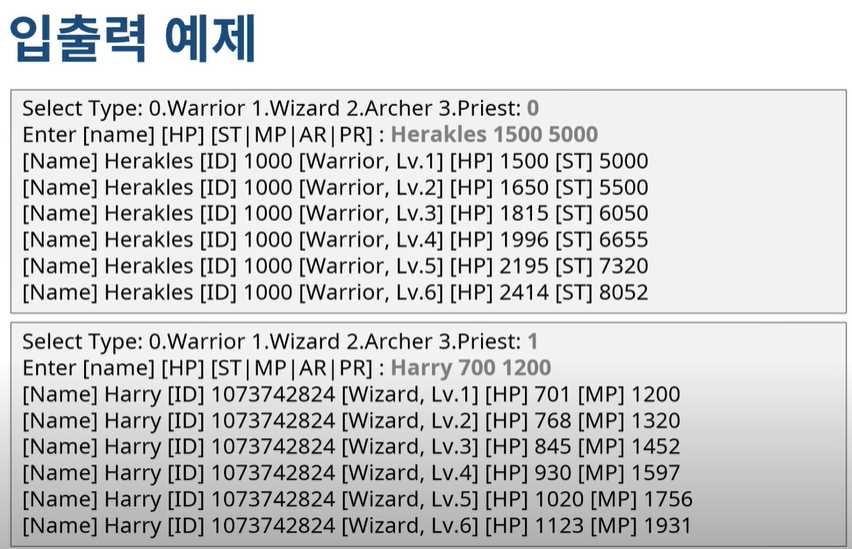 입출력 예제
Select Type: 0.Warrior 1.Wizard 2.Archer 3.Priest: 0
Enter [name] [HP] [ST|MP|AR|PR] : Herakles 1500 5000
[Name] Herakles [ID] 1000 [Warrior, Lv.1] [HP] 1500 [ST] 5000
[Name] Herakles [ID] 1000 [Warrior, Lv.2] [HP] 1650 [ST] 5500
[Name] Herakles [ID] 1000 [Warrior, Lv.3] [HP] 1815 [ST] 6050
[Name] Herakles [ID] 1000 [Warrior, Lv.4] [HP] 1996 [ST] 6655
[Name] Herakles [ID] 1000 [Warrior, Lv.5] [HP] 2195 [ST] 7320
[Name] Herakles [ID] 1000 [Warrior, Lv.6] [HP] 2414 [ST] 8052
Select Type: 0.Warrior 1.Wizard 2.Archer 3.Priest: 1
Enter [name] [HP] [ST|MP|AR|PR] : Harry 700 1200
[Name] Harry [ID] 1073742824 [Wizard, Lv.1] [HP] 701 [MP] 1200
[Name] Harry [ID] 1073742824 [Wizard, Lv.2] [HP] 768 [MP] 1320
[Name] Harry [ID] 1073742824 [Wizard, Lv.3] [HP] 845 [MP] 1452
[Name] Harry [ID] 1073742824 [Wizard, Lv.4] [HP] 930 [MP] 1597
[Name] Harry [ID] 1073742824 [Wizard, Lv.5] [HP] 1020 [MP] 1756
[Name] Harry [ID] 1073742824 [Wizard, Lv.6] [HP] 1123 [MP] 1931